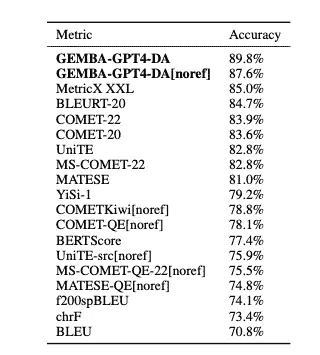 Metric Accuracy
GEMBA-GPT4-DA 89.8%
GEMBA-GPT4-DA[noref] 87.6%
MetricX XXL 85.0%
BLEURT-20 84.7%
COMET-22 83.9%
COMET-20 83.6%
UniTE 82.8%
MS-COMET-22 82.8%
MATESE 81.0%
YiSi-1 79.2%
COMETKiwi[noref] 78.8%
COMET-QE[noref] 78.1%
BERTScore 77.4%
UniTE-src[noref] 75.9%
MS-COMET-QE-22[noref] 75.5%
MATESE-QE[noref] 74.8%
f200spBLEU 74.1%
chrF 73.4%
BLEU 70.8%